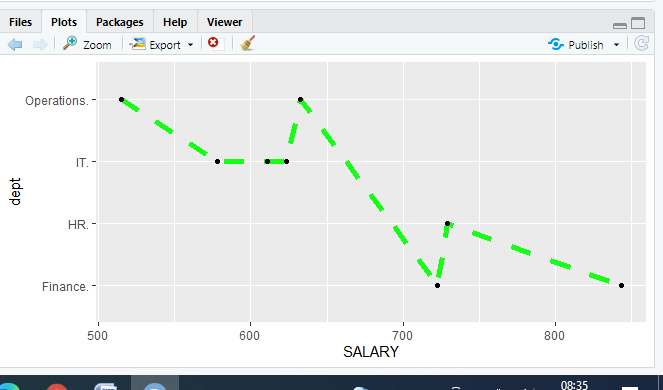 Files Plots Packages Help Viewer
Zoom Export Publish
Operations.
IT.
HR.
Finance.
dept
500 600 700 800
SALARY
08:35